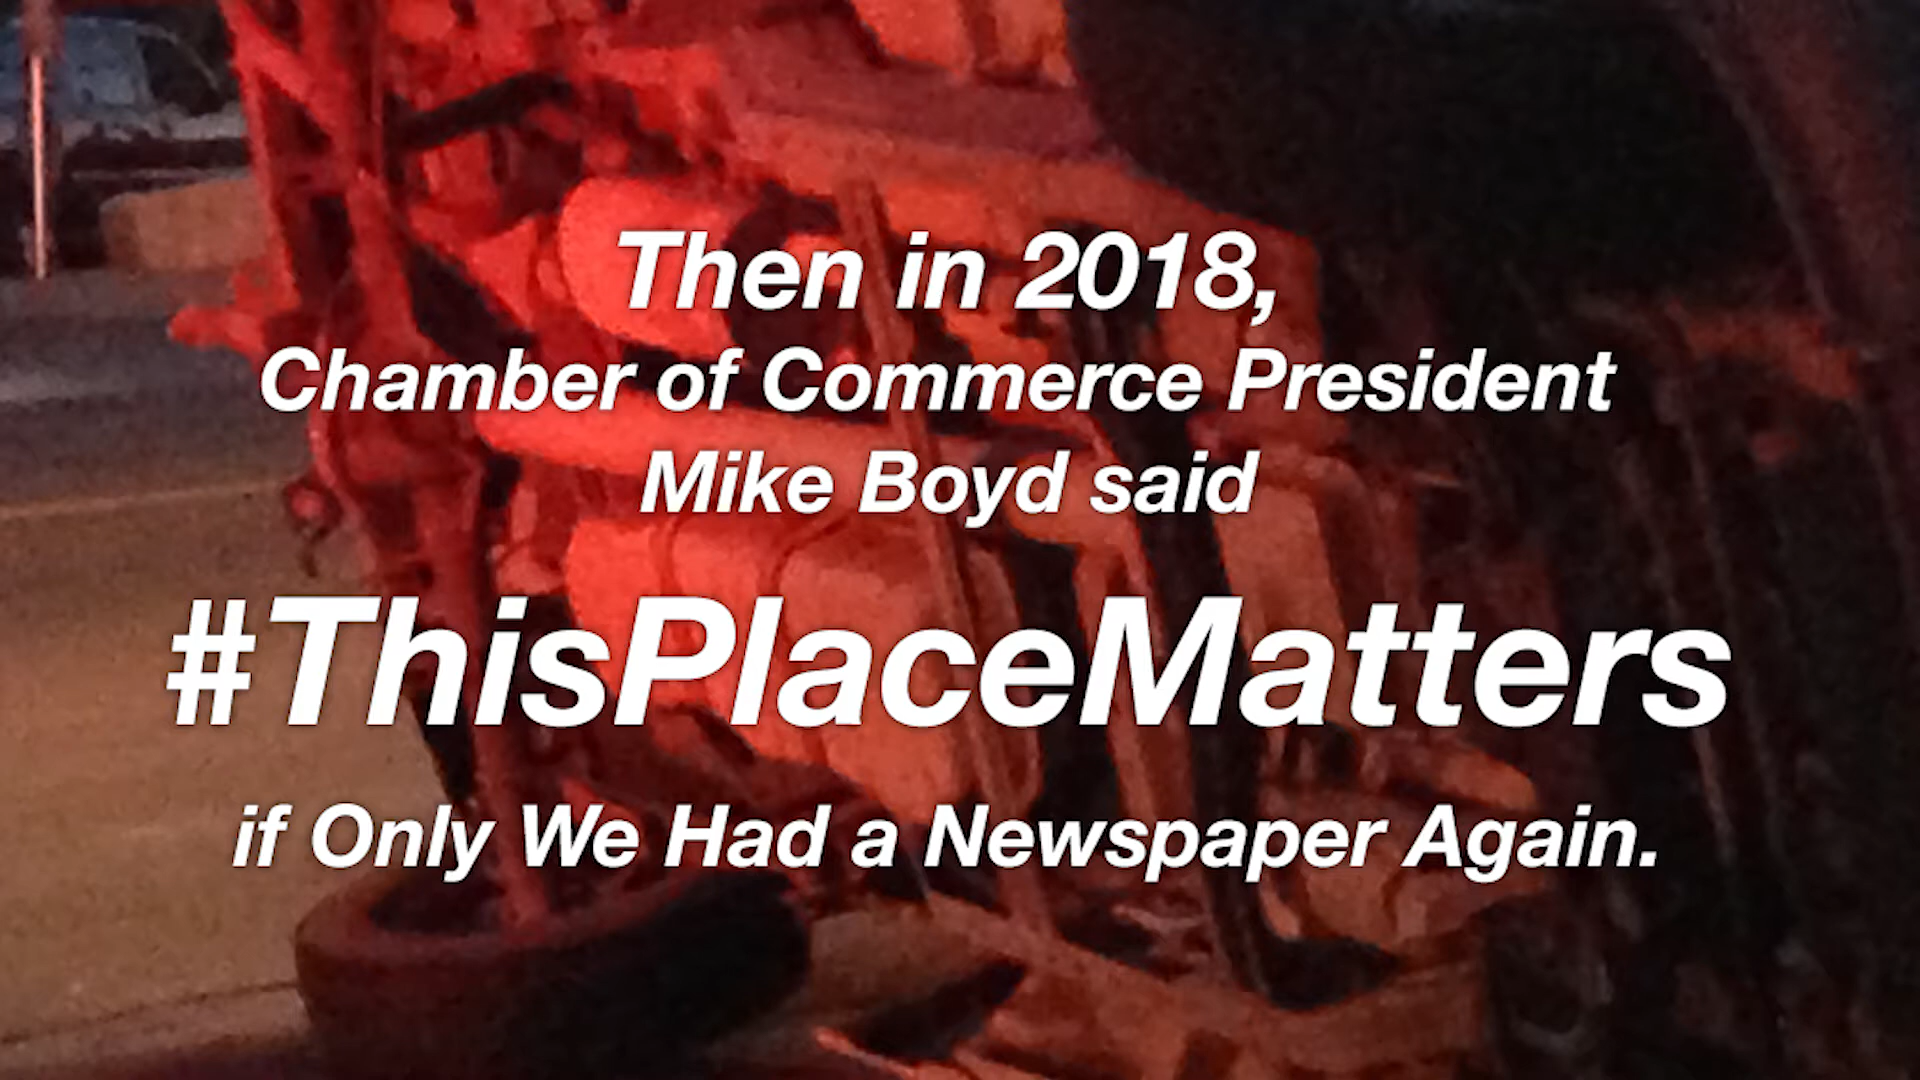 Then in 2018,
Chamber of Commerce President
Mike Boyd said
#ThisPlaceMatters
if Only We Had a Newspaper Again.